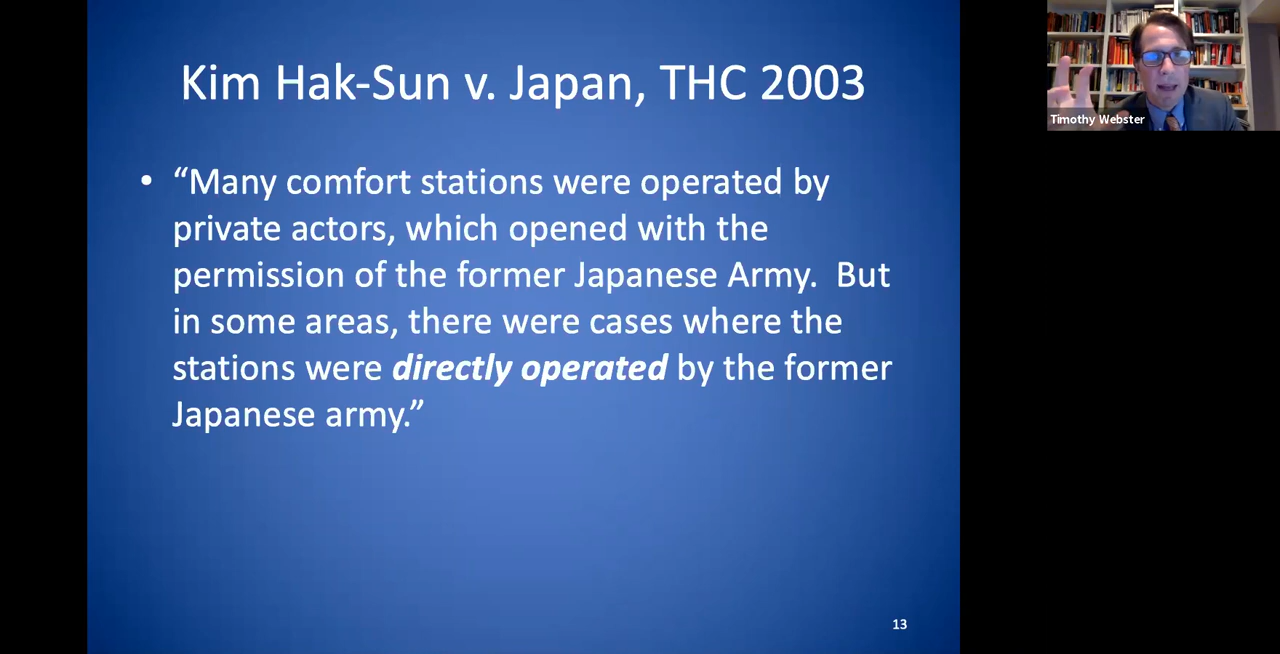 Kim Hak-Sun v. Japan, THC 2003
• “Many comfort stations were operated by
private actors, which opened with the
permission of the former Japanese Army.  But
in some areas, there were cases where the
stations were directly operated by the former
Japanese army.”
13
Timothy Webster